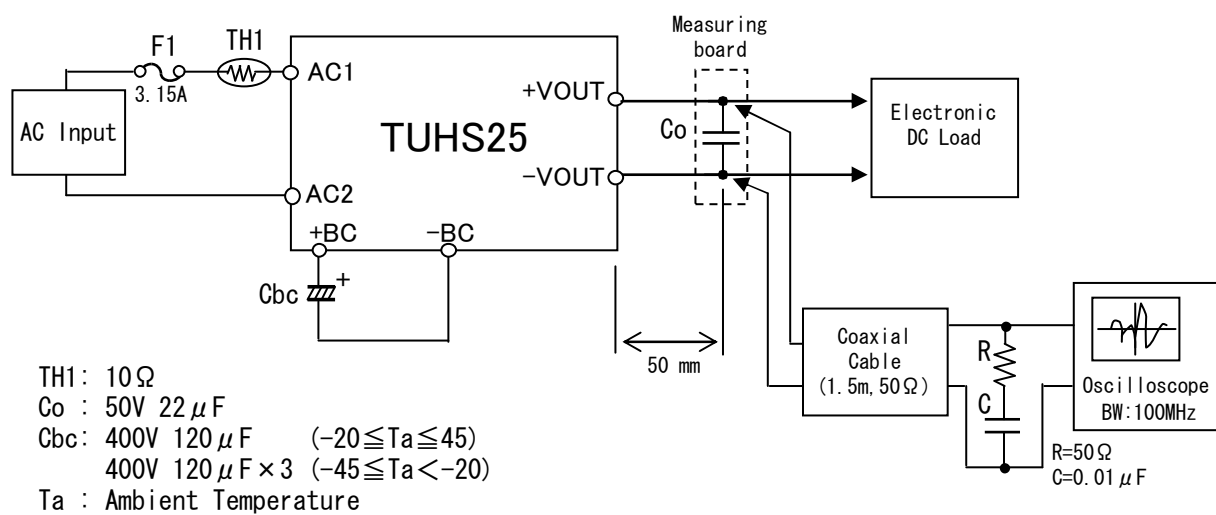 Measuring
board
F1
TH1
3.15A
AC1
AC Input
TUHS25
+VOUT
-VOUT
Co
Electronic
DC Load
AC2
+BC
-BC
Cbc
+
50 mm
Coaxial
Cable
(1.5m,50Ω)
R
C
Oscilloscope
BW:100MHz
R=50Ω
C=0.01μF
TH1: 10Ω
Co : 50V 22μF
Cbc: 400V 120μF (-20≦Ta≦45)
400V 120μF×3 (-45≦Ta<-20)
Ta : Ambient Temperature